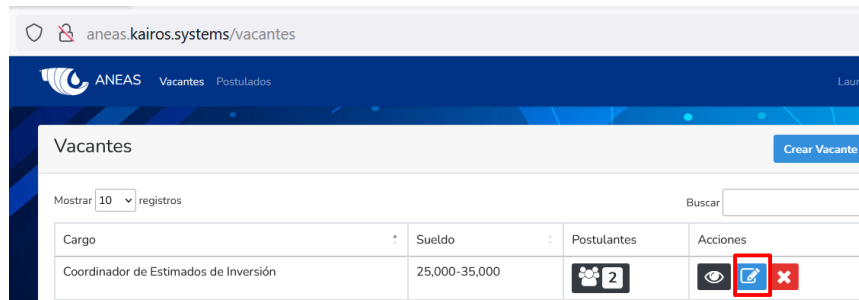 aneas.kairos.systems/vacantes
ANEAS Vacantes Postulados Laur
Vacantes Crear Vacante
Mostrar 10 registros Buscar
Cargo Sueldo Postulantes Acciones
Coordinador de Estimados de Inversión 25,000-35,000 2